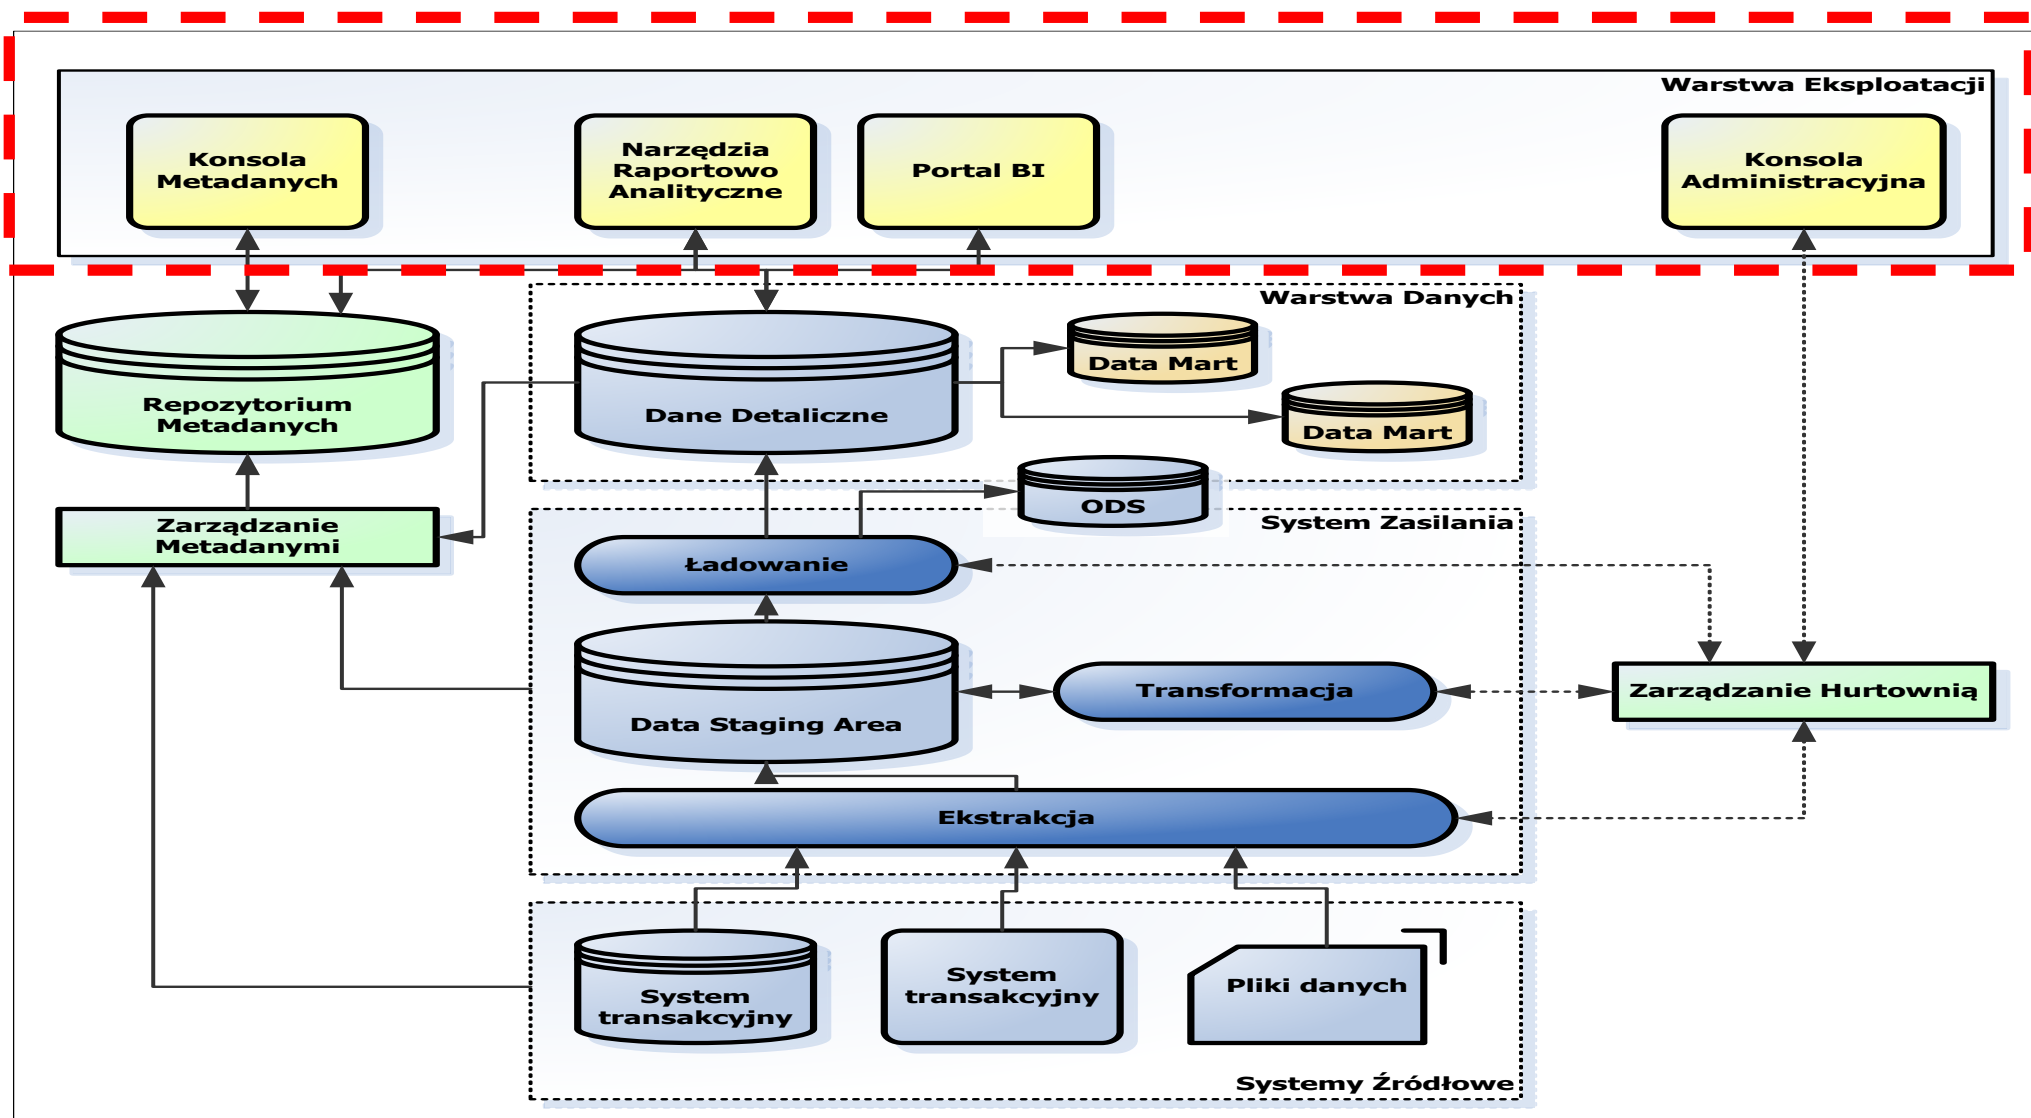 Warstwa Eksploatacji
Konsola
Metadanych
Narzędzia
Raportowo
Analityczne
Portal BI
Konsola
Administracyjna
Warstwa Danych
Repozytorium
Metadanych
Dane Detaliczne
Data Mart
Data Mart
ODS
Zarządzanie
Metadanymi
System Zasilania
Ładowanie
Data Staging Area
Transformacja
Zarządzanie Hurtownią
Ekstrakcja
System
transakcyjny
System
transakcyjny
Pliki danych
Systemy Źródłowe